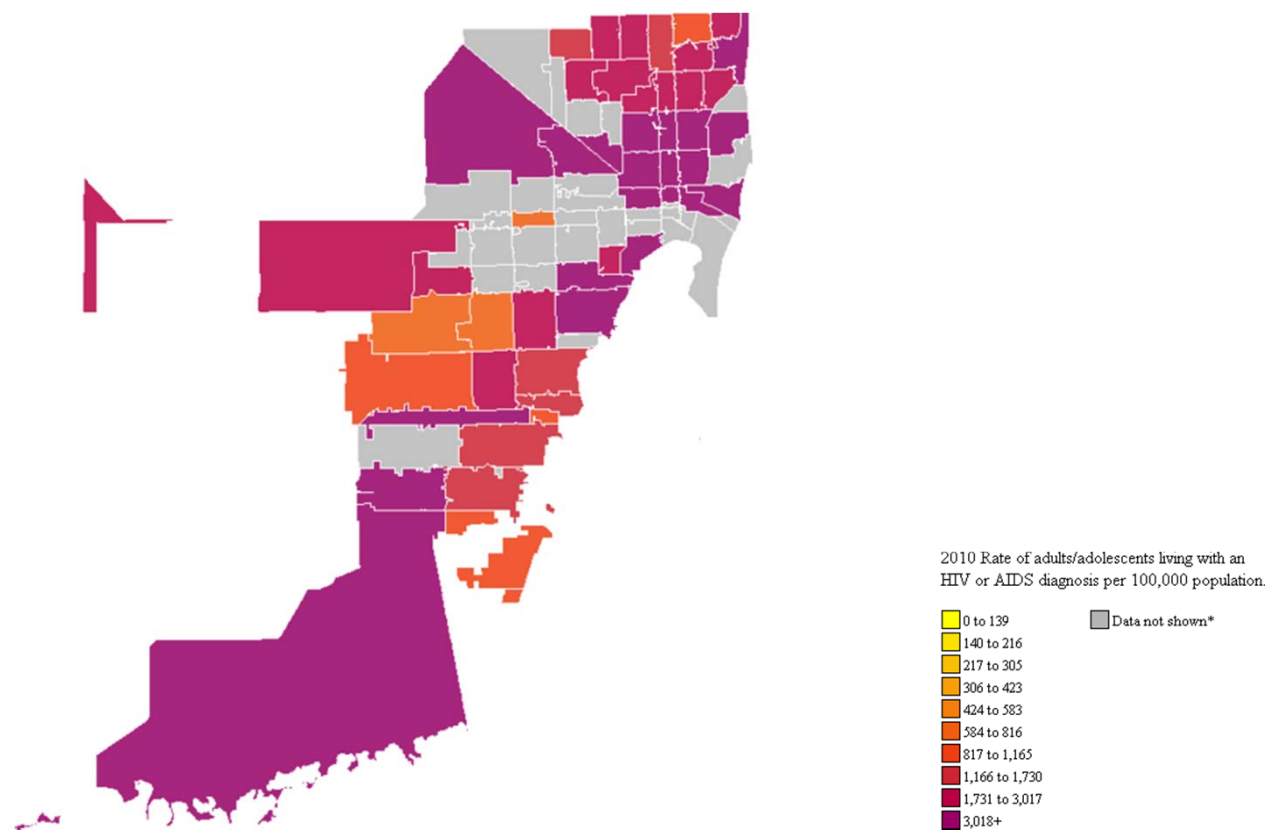 2010 Rate of adults/adolescents living with an
HIV or AIDS diagnosis per 100,000 population.
0 to 139
Data not shown*
140 to 216
217 to 305
306 to 423
424 to 583
584 to 816
817 to 1,165
1,166 to 1,730
1,731 to 3,017
3,018+